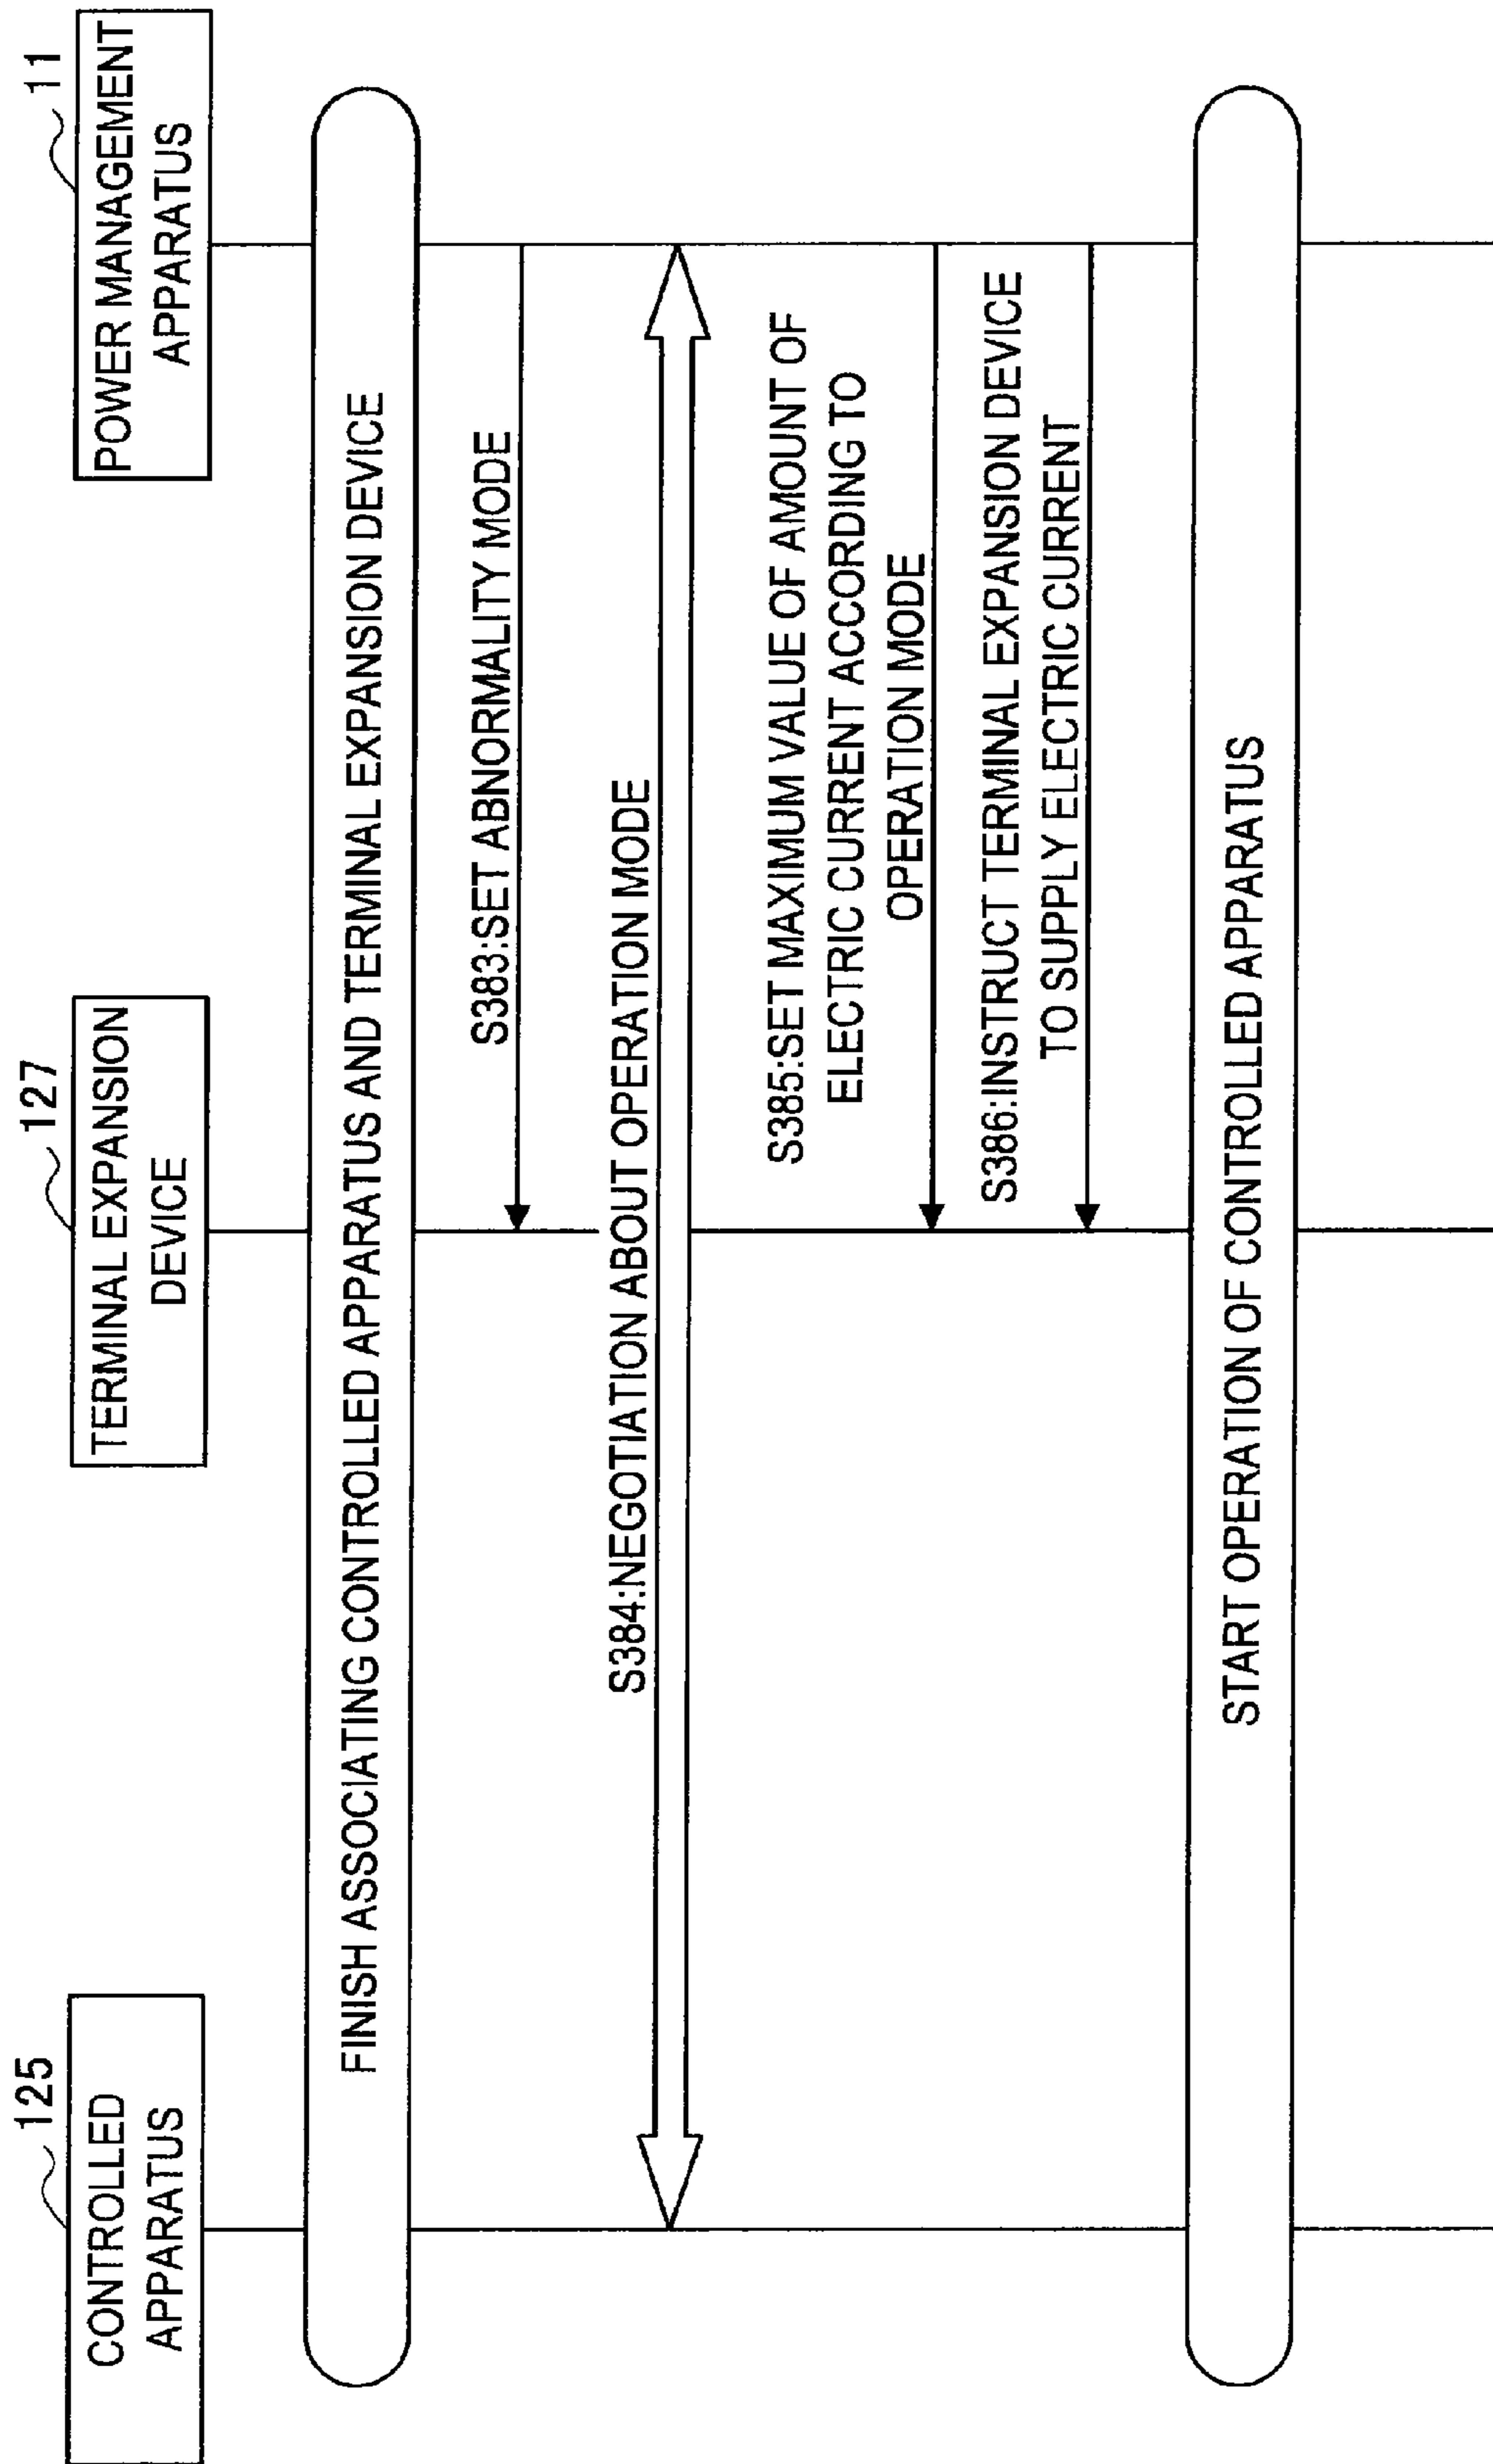 125
CONTROLLED
APPARATUS
127
TERMINAL EXPANSION
DEVICE
11
POWER MANAGEMENT
APPARATUS
FINISH ASSOCIATING CONTROLLED APPARATUS AND TERMINAL EXPANSION DEVICE
S383:SET ABNORMALITY MODE
S384:NEGOTIATION ABOUT OPERATION MODE
S385:SET MAXIMUM VALUE OF AMOUNT OF
ELECTRIC CURRENT ACCORDING TO
OPERATION MODE
S386:INSTRUCT TERMINAL EXPANSION DEVICE
TO SUPPLY ELECTRIC CURRENT
START OPERATION OF CONTROLLED APPARATUS